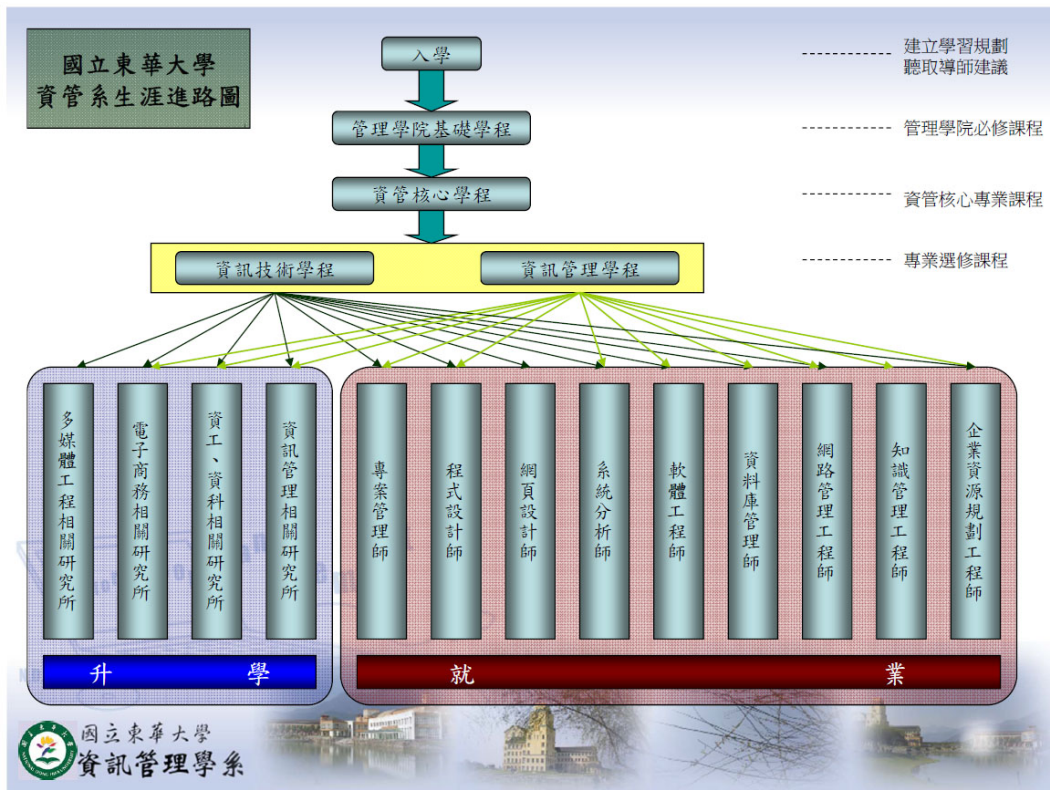 國立東華大學
資管系生涯進路圖
入學
建立學習規劃
聽取導師建議
管理學院基礎學程
管理學院必修課程
資管核心學程
資管核心專業課程
資訊技術學程
資訊管理學程
專業選修課程
多媒體工程相關研究所
電子商務相關研究所
資工、資科相關研究所
資訊管理相關研究所
專案管理師
程式設計師
網頁設計師
系統分析師
軟體工程師
資料庫管理師
網路管理工程師
知識管理工程師
企業資源規劃工程師
升學
就業
國立東華大學
資訊管理學系